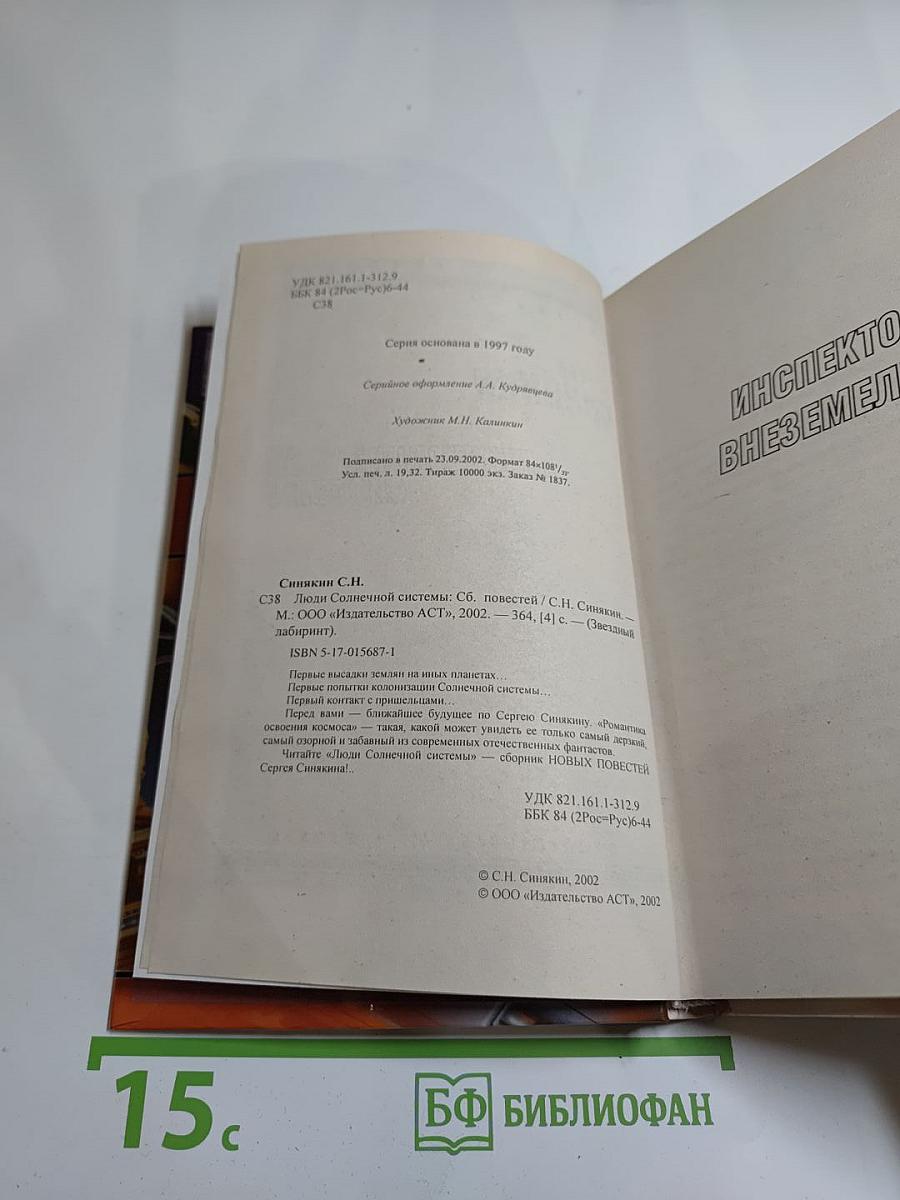 УДК 821.161.1-312.9
ББК 84 (2Рос=Рус)6-44
С38
Серия основана в 1997 году
Серийное оформление А.А. Кудрявцева
Художник М.Н. Калинкин
Подписано в печать 23.09.2002. Формат 84×108¹/₃₂.
Усл. печ. л. 19,32. Тираж 10000 экз. Заказ № 1837.
Синякин С.Н.
С38 Люди Солнечной системы: Сб. повестей / С.Н. Синякин. —
М.: ООО «Издательство АСТ», 2002. — 364, [4] с. — (Звездный
лабиринт).
ISBN 5-17-015687-1
Первые высадки землян на иных планетах…
Первые попытки колонизации Солнечной системы…
Первый контакт с пришельцами…
Перед вами — ближайшее будущее по Сергею Синякину. «Романтика
освоения космоса» — такая, какой может увидеть ее только самый дерзкий,
самый озорной и забавный из современных отечественных фантастов.
Читайте «Люди Солнечной системы» — сборник НОВЫХ ПОВЕСТЕЙ
Сергея Синякина!..
УДК 821.161.1-312.9
ББК 84 (2Рос=Рус)6-44
© С.Н. Синякин, 2002
© ООО «Издательство АСТ», 2002
ИНСПЕКТО
ВНЕЗЕМЕЛ
15 с
БФ БИБЛИОФАН